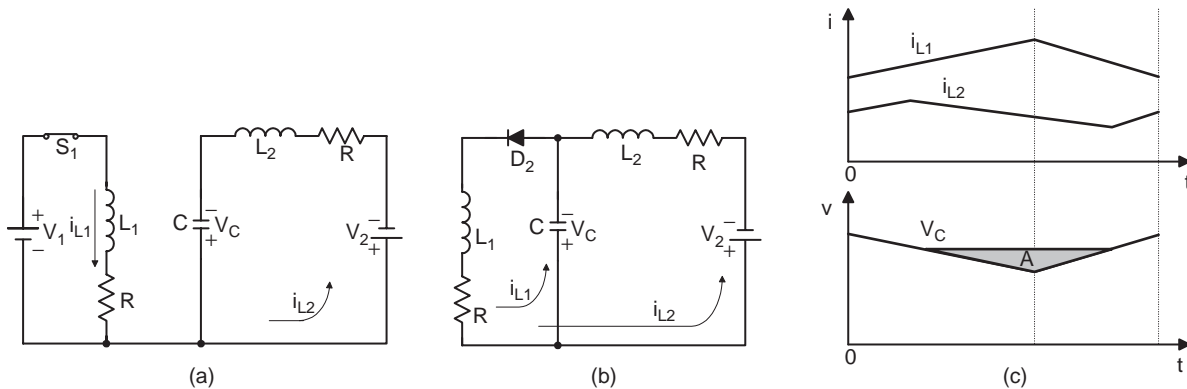 S1
V1
+
−
iL1
L1
R
C
−
VC
+
L2
R
V2
−
+
iL2
(a)
D2
L1
R
iL1
C
−
VC
+
L2
R
V2
−
+
iL2
(b)
i
iL1
iL2
0
t
v
VC
A
0
t
(c)